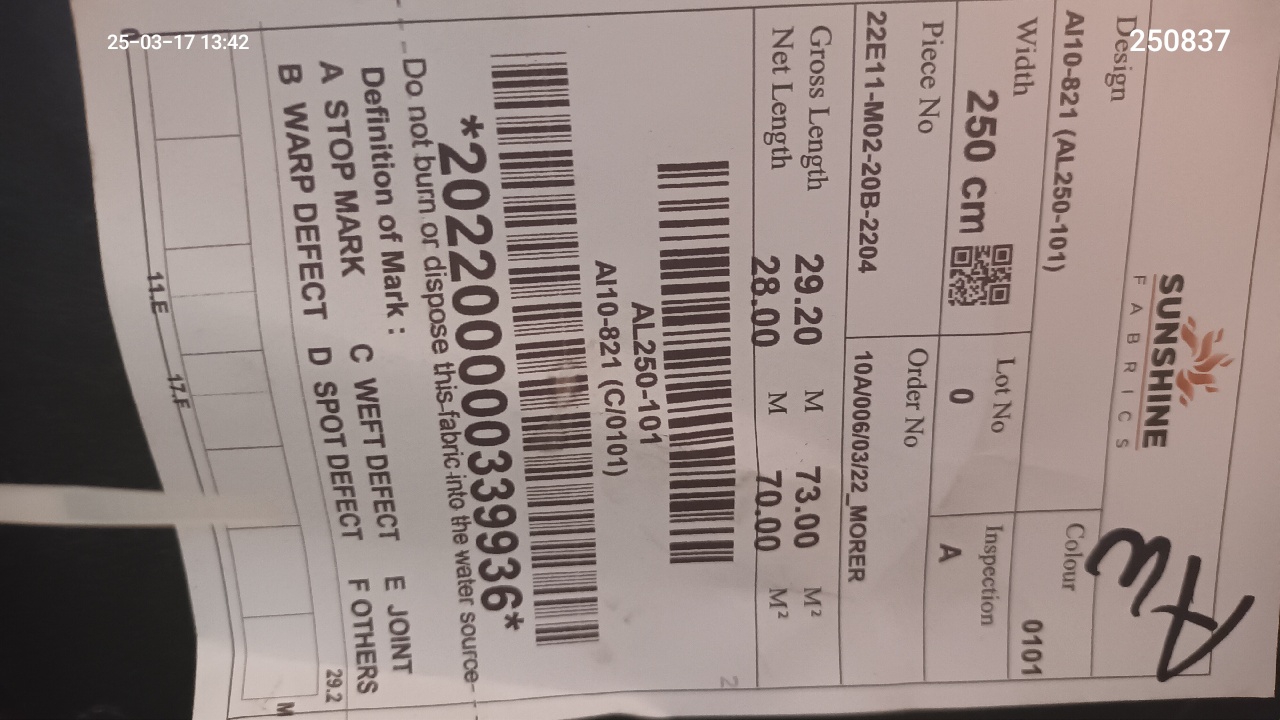 25-03-17 13:42
250837
SUNSHINE
FABRICS
Design
AI10-821 (AL250-101)
Colour
0101
Width
250 cm
Lot No
0
Inspection
A
Piece No
22E11-M02-20B-2204
Order No
10A/006/03/22_MORER
Gross Length 29.20 M 73.00 M²
Net Length 28.00 M 70.00 M²
2
AL250-101
AI10-821 (C/0101)
*2022000000339936*
Do not burn or dispose this fabric into the water source
Definition of Mark : C WEFT DEFECT E JOINT
A STOP MARK D SPOT DEFECT F OTHERS
B WARP DEFECT
29.2
M
11.E 17.F